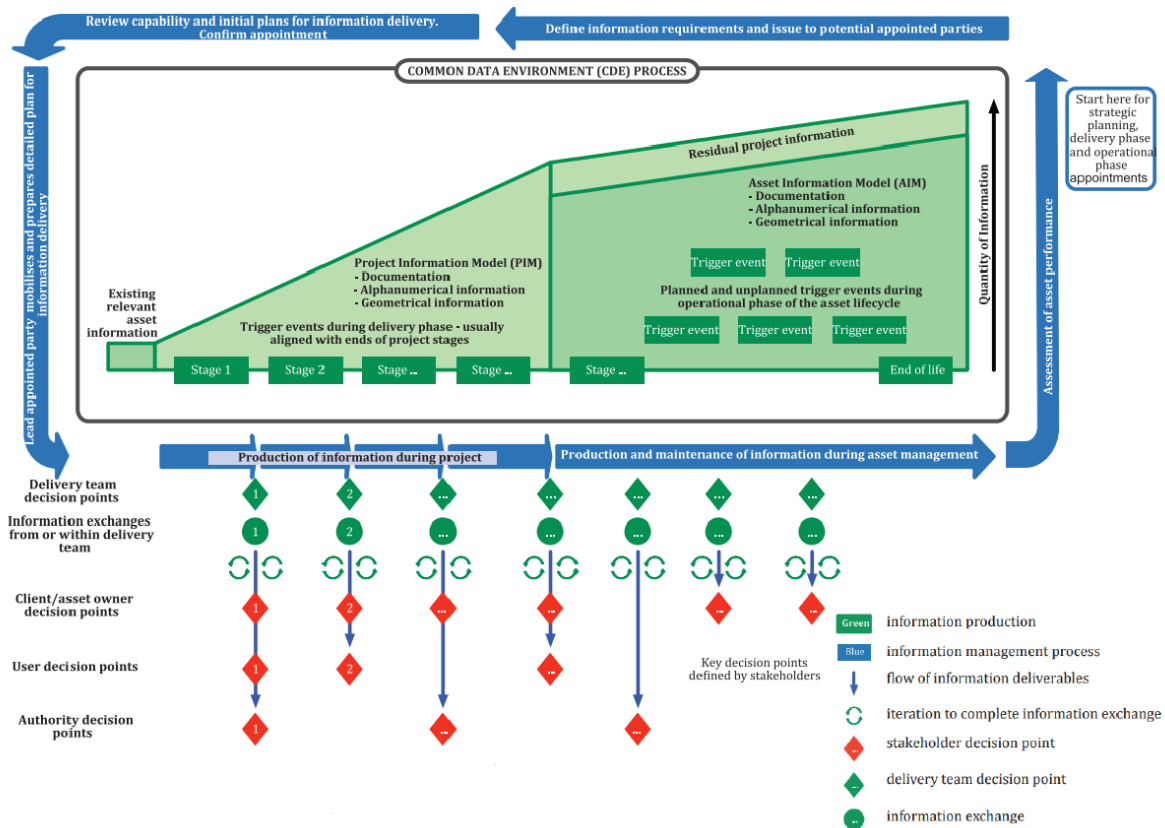 Review capability and initial plans for information delivery.
Confirm appointment
Define information requirements and issue to potential appointed parties
Lead appointed party mobilises and prepares detailed plan for
information delivery
COMMON DATA ENVIRONMENT (CDE) PROCESS
Start here for
strategic
planning,
delivery phase
and operational
phase
appointments
Assessment of asset performance
Quantity of Information
Residual project information
Asset Information Model (AIM)
- Documentation
- Alphanumerical information
- Geometrical information
Trigger event
Trigger event
Planned and unplanned trigger events during
operational phase of the asset lifecycle
Trigger event
Trigger event
Trigger event
Project Information Model (PIM)
- Documentation
- Alphanumerical information
- Geometrical information
Existing
relevant
asset
information
Trigger events during delivery phase - usually
aligned with ends of project stages
Stage 1
Stage 2
Stage ...
Stage ...
Stage ...
End of life
Production of information during project
Production and maintenance of information during asset management
Delivery team
decision points
1
2
...
...
...
...
...
Information exchanges
from or within delivery
team
1
2
...
...
...
...
...
Client/asset owner
decision points
1
2
...
...
...
...
User decision points
1
2
...
Authority decision
points
1
...
...
Key decision points
defined by stakeholders
Green
information production
Blue
information management process
flow of information deliverables
iteration to complete information exchange
...
stakeholder decision point
...
delivery team decision point
...
information exchange